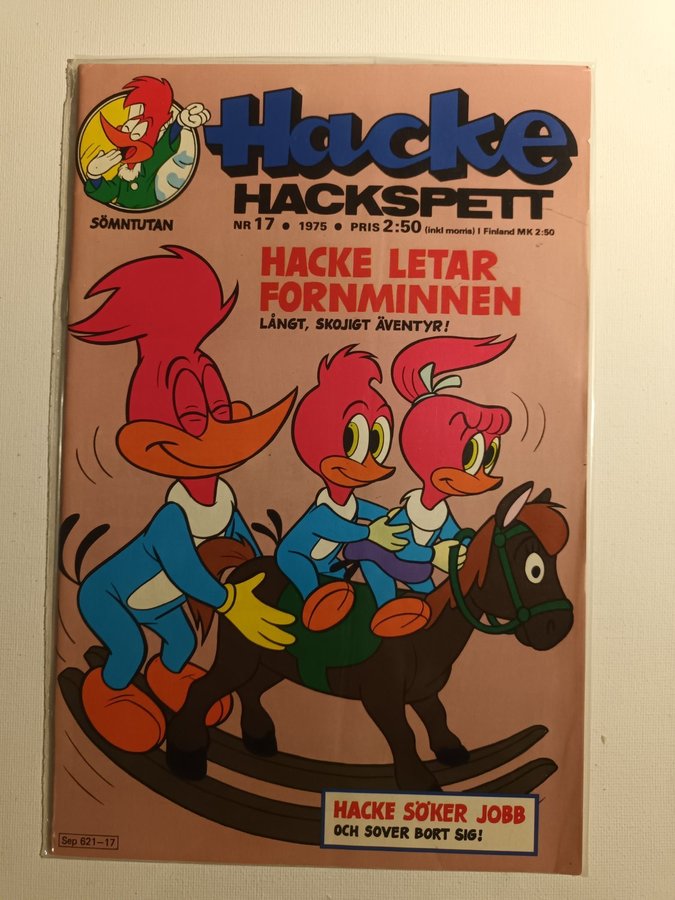 Hacke
HACKSPETT
SÖMNTUTAN
NR 17 • 1975 • PRIS 2:50 (inkl moms) I Finland MK 2:50
HACKE LETAR
FORNMINNEN
LÅNGT, SKOJIGT ÄVENTYR!
HACKE SÖKER JOBB
OCH SOVER BORT SIG!
Sep 621-17